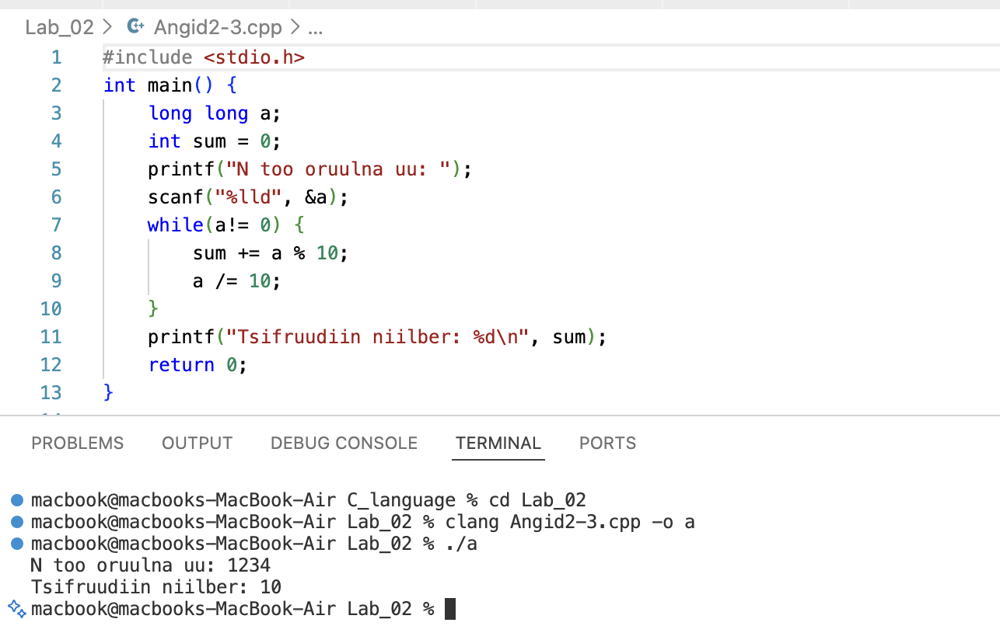 Lab_02 > Angid2-3.cpp > ...
1 #include <stdio.h>
2 int main() {
3     long long a;
4     int sum = 0;
5     printf("N too oruulna uu: ");
6     scanf("%lld", &a);
7     while(a!= 0) {
8         sum += a % 10;
9         a /= 10;
10     }
11     printf("Tsifruudiin niilber: %d\n", sum);
12     return 0;
13 }
PROBLEMS OUTPUT DEBUG CONSOLE TERMINAL PORTS
macbook@macbooks-MacBook-Air C_language % cd Lab_02
macbook@macbooks-MacBook-Air Lab_02 % clang Angid2-3.cpp -o a
macbook@macbooks-MacBook-Air Lab_02 % ./a
N too oruulna uu: 1234
Tsifruudiin niilber: 10
macbook@macbooks-MacBook-Air Lab_02 %